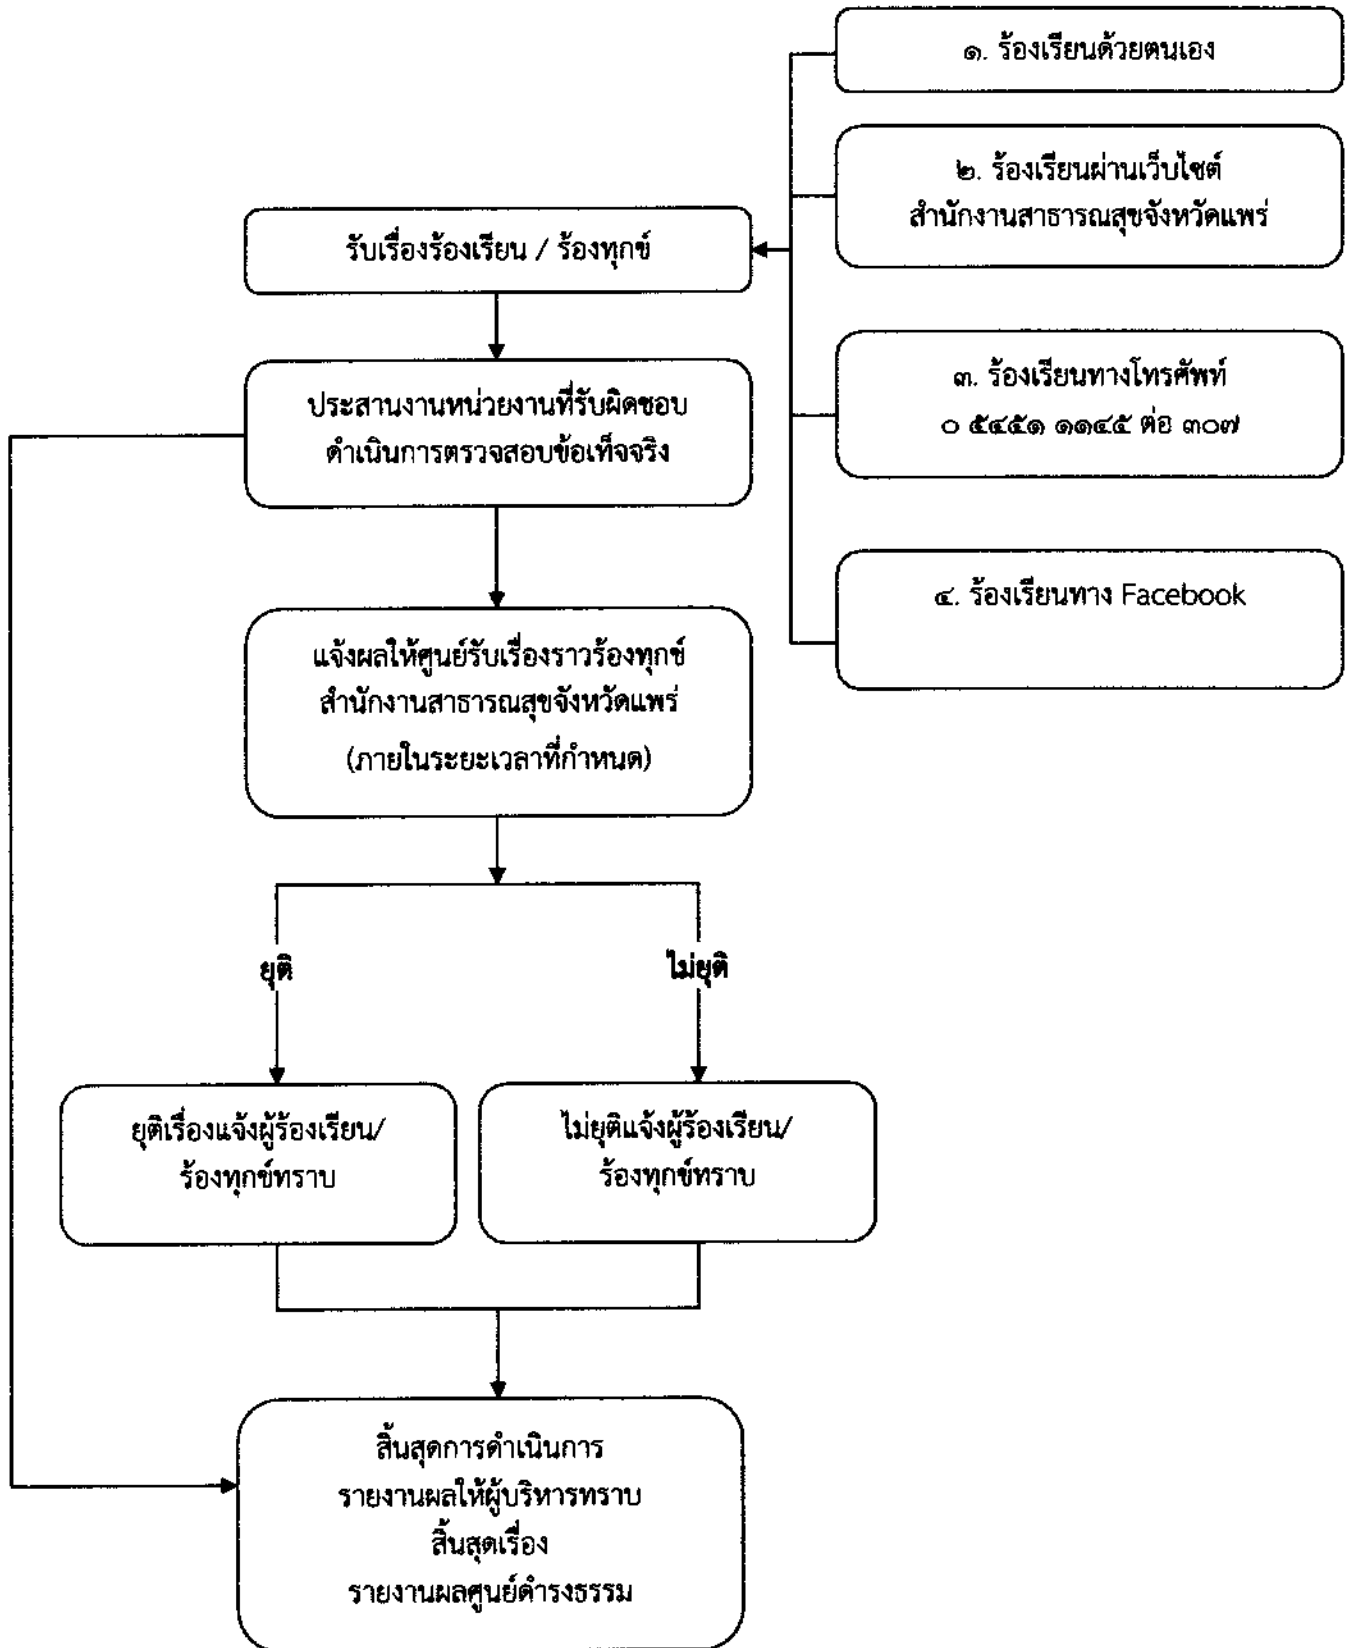 ๑. ร้องเรียนด้วยตนเอง
๒. ร้องเรียนผ่านเว็บไซต์
สำนักงานสาธารณสุขจังหวัดแพร่
รับเรื่องร้องเรียน / ร้องทุกข์
๓. ร้องเรียนทางโทรศัพท์
๐ ๕๔๕๑ ๑๑๔๕ ต่อ ๓๐๗
ประสานงานหน่วยงานที่รับผิดชอบ
ดำเนินการตรวจสอบข้อเท็จจริง
๔. ร้องเรียนทาง Facebook
แจ้งผลให้ศูนย์รับเรื่องราวร้องทุกข์
สำนักงานสาธารณสุขจังหวัดแพร่
(ภายในระยะเวลาที่กำหนด)
ยุติ
ไม่ยุติ
ยุติเรื่องแจ้งผู้ร้องเรียน/
ร้องทุกข์ทราบ
ไม่ยุติแจ้งผู้ร้องเรียน/
ร้องทุกข์ทราบ
สิ้นสุดการดำเนินการ
รายงานผลให้ผู้บริหารทราบ
สิ้นสุดเรื่อง
รายงานผลศูนย์ดำรงธรรม